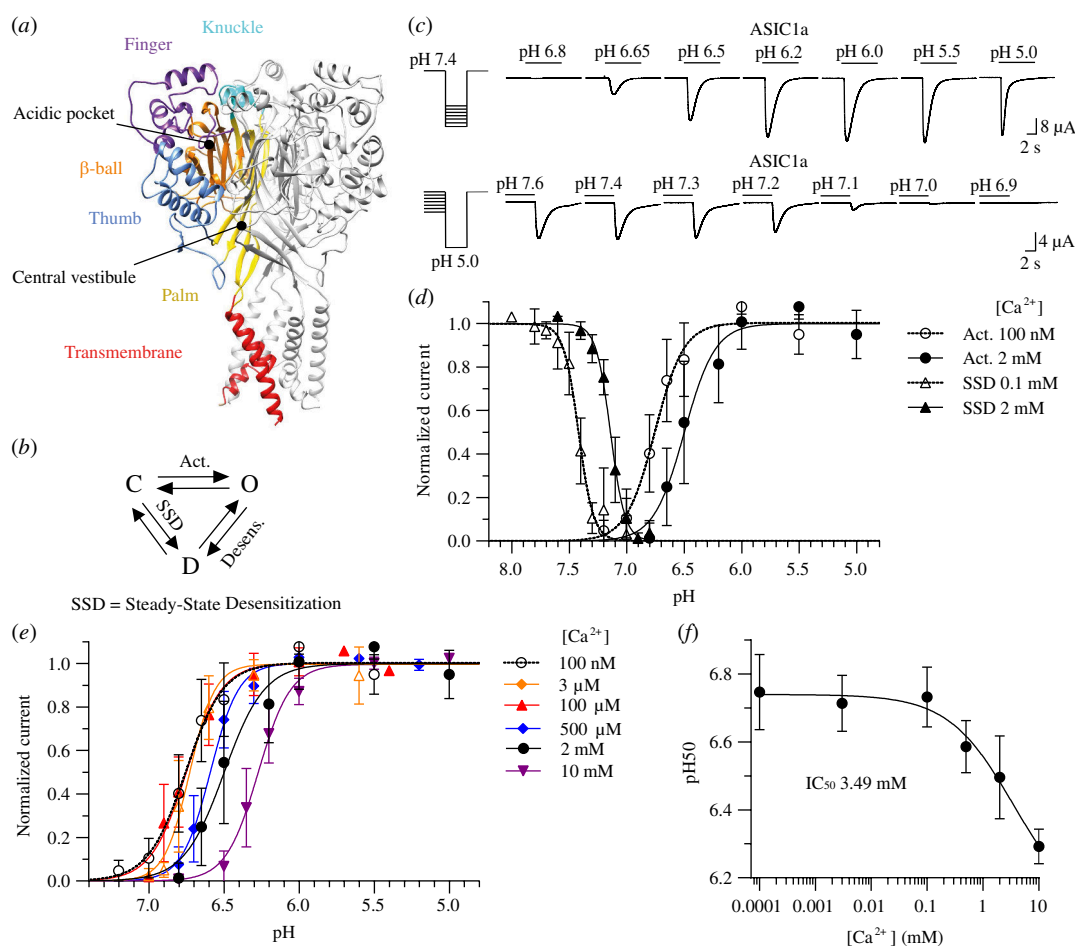 (a)
Knuckle
Finger
Acidic pocket
β-ball
Thumb
Central vestibule
Palm
Transmembrane
(b)
Act.
C
O
SSD
Desens.
D
SSD = Steady-State Desensitization
(c)
ASIC1a
pH 7.4
pH 6.8
pH 6.65
pH 6.5
pH 6.2
pH 6.0
pH 5.5
pH 5.0
8 µA
2 s
ASIC1a
pH 7.6
pH 7.4
pH 7.3
pH 7.2
pH 7.1
pH 7.0
pH 6.9
pH 5.0
4 µA
2 s
(d)
Normalized current
1.0
0.8
0.6
0.4
0.2
0.0
8.0
7.5
7.0
6.5
6.0
5.5
5.0
pH
[Ca2+]
Act. 100 nM
Act. 2 mM
SSD 0.1 mM
SSD 2 mM
(e)
Normalized current
1.0
0.8
0.6
0.4
0.2
0.0
7.0
6.5
6.0
5.5
5.0
pH
[Ca2+]
100 nM
3 µM
100 µM
500 µM
2 mM
10 mM
(f)
pH50
6.8
6.6
6.4
6.2
IC50 3.49 mM
0.0001
0.001
0.01
0.1
1
10
[Ca2+] (mM)